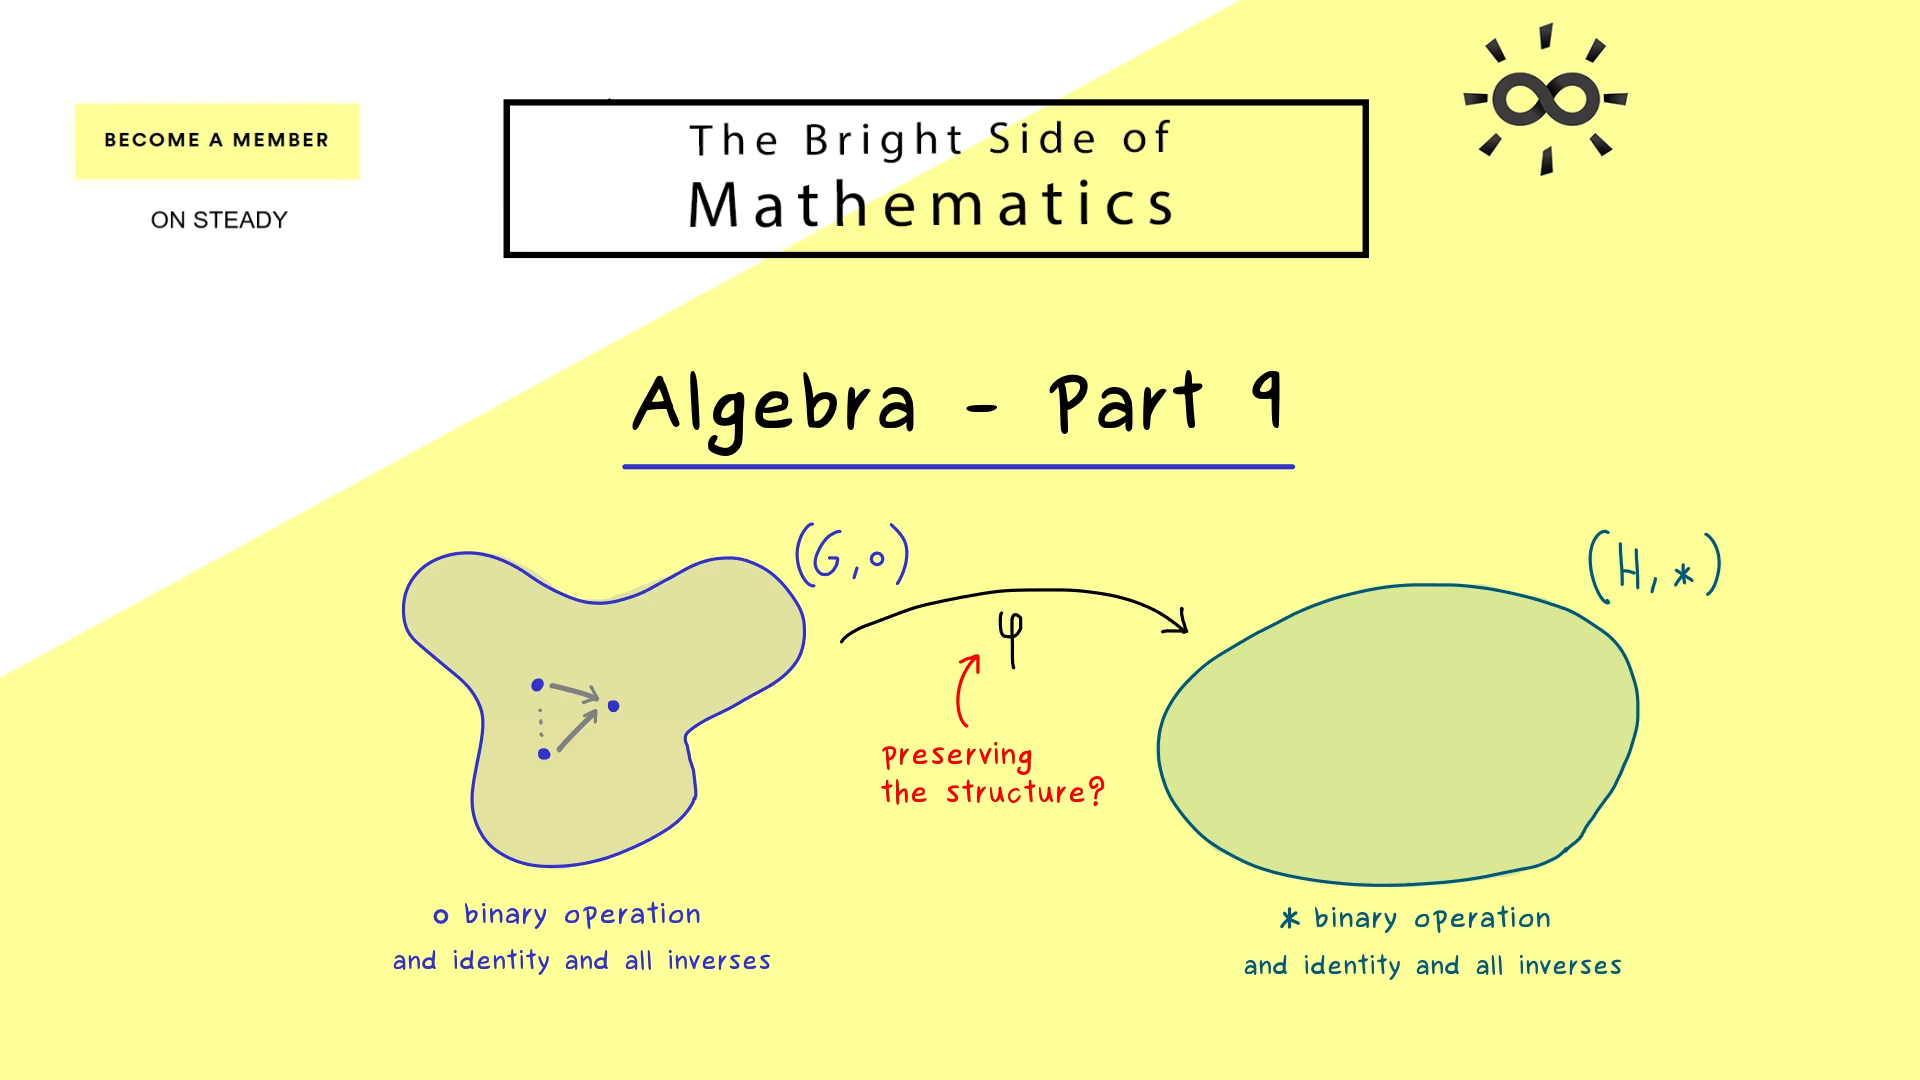 BECOME A MEMBER
ON STEADY
The Bright Side of
Mathematics
Algebra - Part 9
(G, ∘)
(H, *)
φ
preserving
the structure?
∘ binary operation
and identity and all inverses
* binary operation
and identity and all inverses